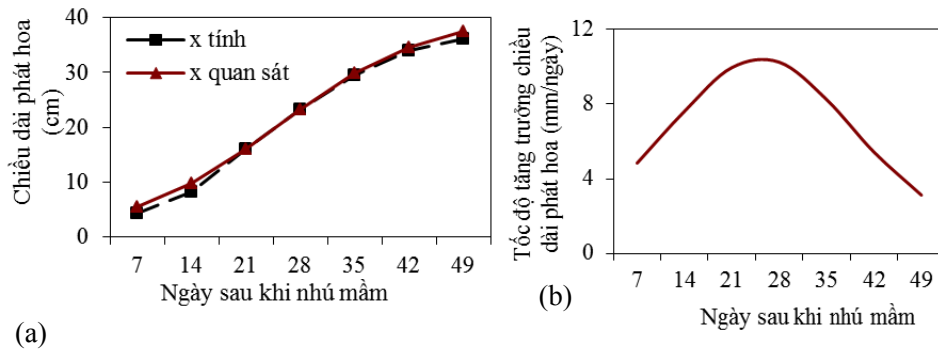 Chiều dài phát hoa
(cm)
40
30
20
10
0
x tính
x quan sát
7 14 21 28 35 42 49
Ngày sau khi nhú mầm
(a)
Tốc độ tăng trưởng chiều
dài phát hoa (mm/ngày)
12
8
4
0
7 14 21 28 35 42 49
Ngày sau khi nhú mầm
(b)